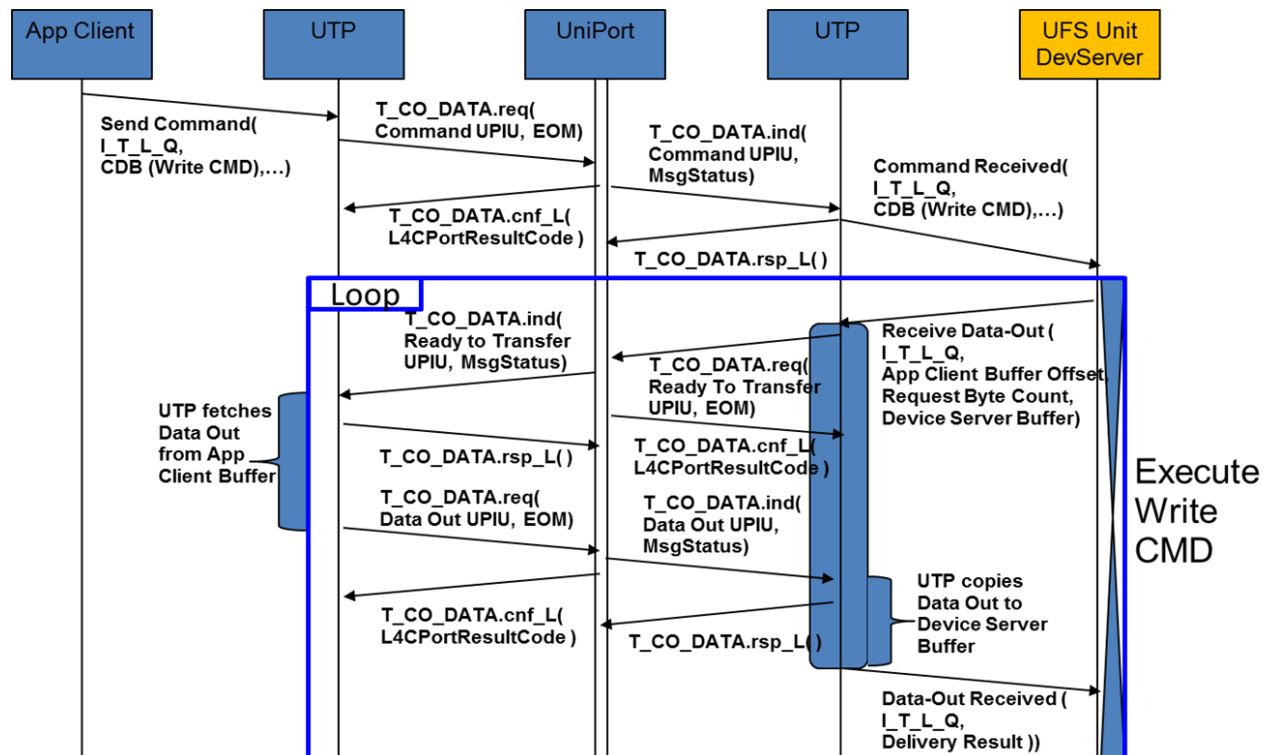 App Client
UTP
UniPort
UTP
UFS Unit
DevServer
Send Command(
I_T_L_Q,
CDB (Write CMD),…)
T_CO_DATA.req(
Command UPIU, EOM)
T_CO_DATA.ind(
Command UPIU,
MsgStatus)
Command Received(
I_T_L_Q,
CDB (Write CMD),…)
T_CO_DATA.cnf_L(
L4CPortResultCode )
T_CO_DATA.rsp_L( )
Loop
T_CO_DATA.ind(
Ready to Transfer
UPIU, MsgStatus)
T_CO_DATA.req(
Ready To Transfer
UPIU, EOM)
Receive Data-Out (
I_T_L_Q,
App Client Buffer Offset,
Request Byte Count,
Device Server Buffer)
UTP fetches
Data Out
from App
Client Buffer
T_CO_DATA.rsp_L( )
T_CO_DATA.cnf_L(
L4CPortResultCode )
Execute
Write
CMD
T_CO_DATA.req(
Data Out UPIU, EOM)
T_CO_DATA.ind(
Data Out UPIU,
MsgStatus)
UTP copies
Data Out to
Device Server
Buffer
T_CO_DATA.cnf_L(
L4CPortResultCode )
T_CO_DATA.rsp_L( )
Data-Out Received (
I_T_L_Q,
Delivery Result ))